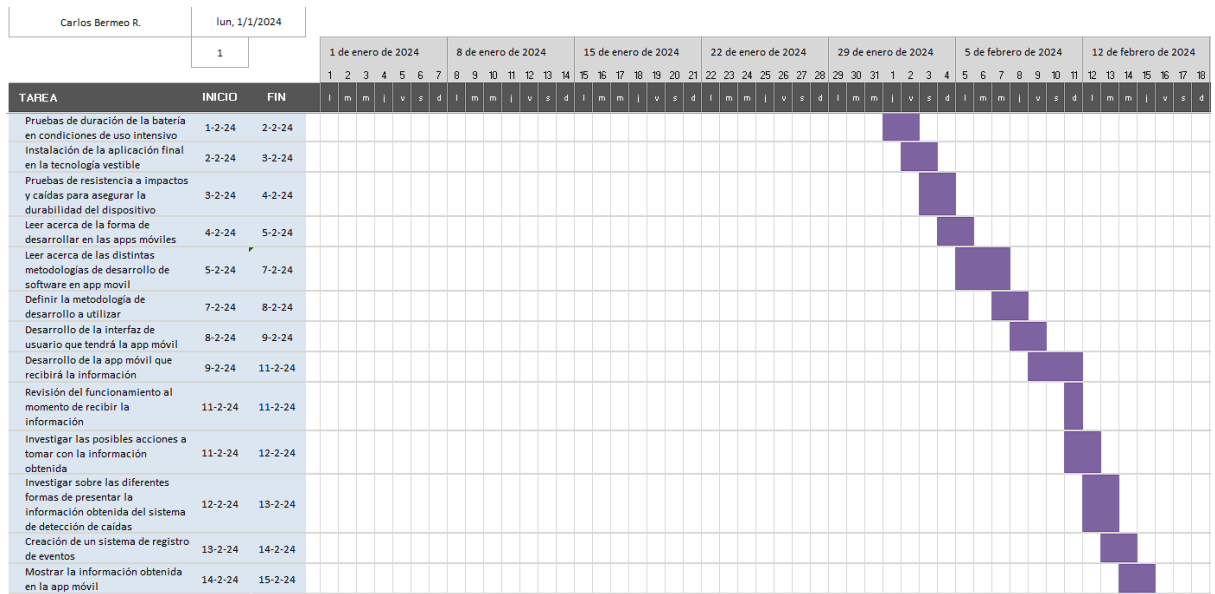 Carlos Bermeo R.
lun, 1/1/2024
1
1 de enero de 2024
8 de enero de 2024
15 de enero de 2024
22 de enero de 2024
29 de enero de 2024
5 de febrero de 2024
12 de febrero de 2024
1 2 3 4 5 6 7 8 9 10 11 12 13 14 15 16 17 18 19 20 21 22 23 24 25 26 27 28 29 30 31 1 2 3 4 5 6 7 8 9 10 11 12 13 14 15 16 17 18
TAREA INICIO FIN l m m j v s d l m m j v s d l m m j v s d l m m j v s d l m m j v s d l m m j v s d l m m j v s d
Pruebas de duración de la batería
en condiciones de uso intensivo
1-2-24 2-2-24
Instalación de la aplicación final
en la tecnología vestible
2-2-24 3-2-24
Pruebas de resistencia a impactos
y caídas para asegurar la
durabilidad del dispositivo
3-2-24 4-2-24
Leer acerca de la forma de
desarrollar en las apps móviles
4-2-24 5-2-24
Leer acerca de las distintas
metodologías de desarrollo de
software en app movil
5-2-24 7-2-24
Definir la metodología de
desarrollo a utilizar
7-2-24 8-2-24
Desarrollo de la interfaz de
usuario que tendrá la app móvil
8-2-24 9-2-24
Desarrollo de la app móvil que
recibirá la información
9-2-24 11-2-24
Revisión del funcionamiento al
momento de recibir la
información
11-2-24 11-2-24
Investigar las posibles acciones a
tomar con la información
obtenida
11-2-24 12-2-24
Investigar sobre las diferentes
formas de presentar la
información obtenida del sistema
de detección de caídas
12-2-24 13-2-24
Creación de un sistema de registro
de eventos
13-2-24 14-2-24
Mostrar la información obtenida
en la app móvil
14-2-24 15-2-24